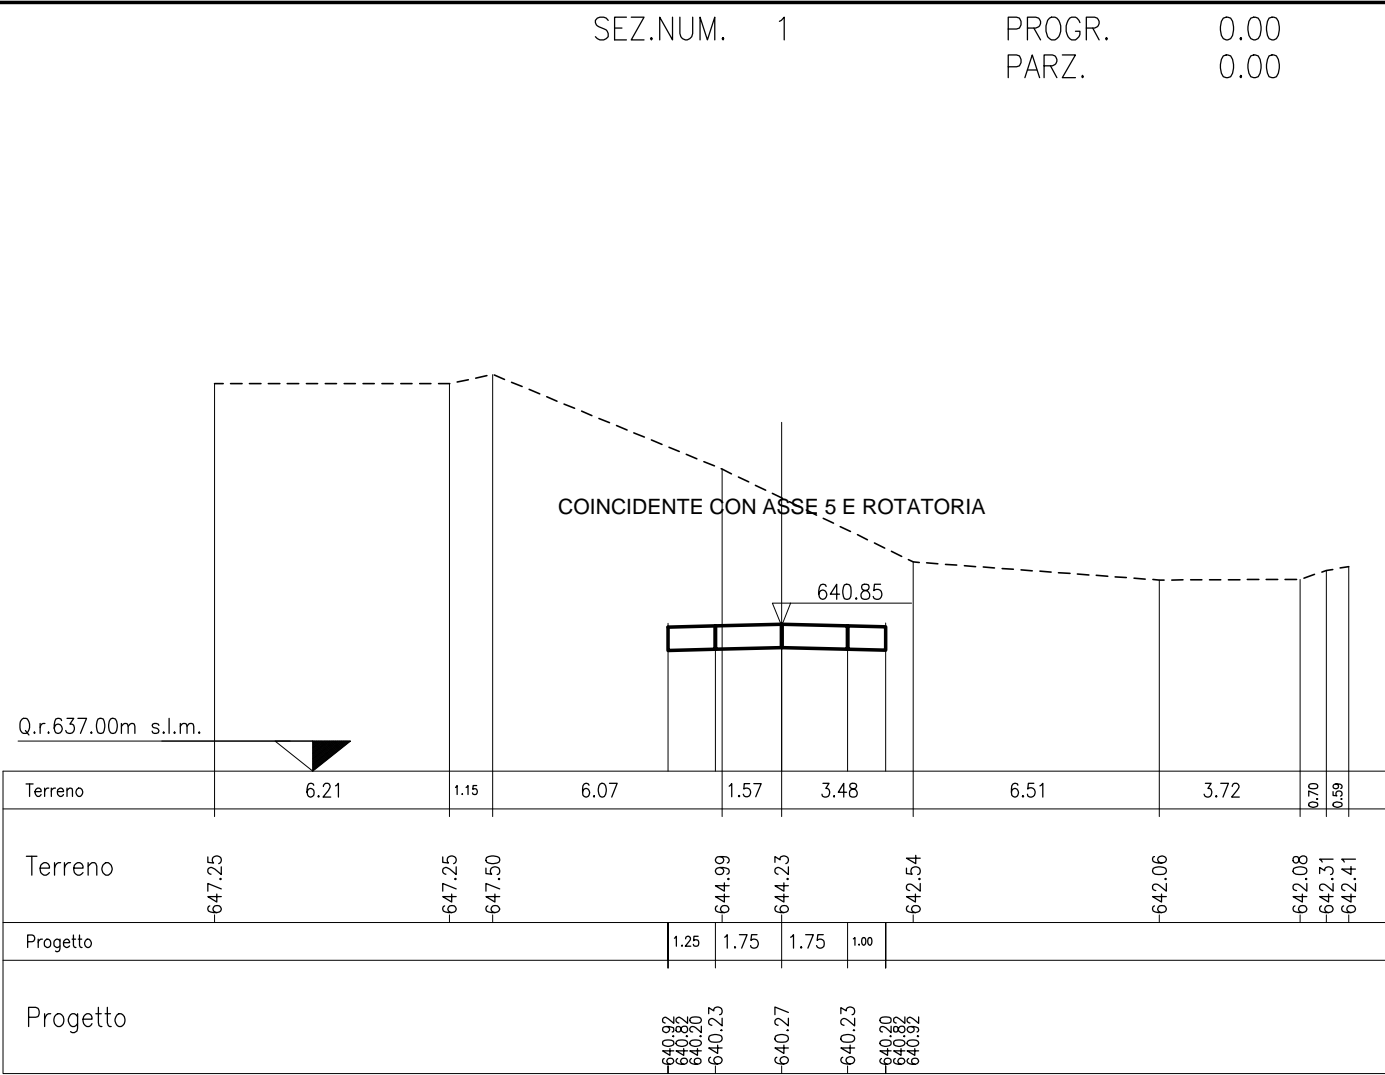 SEZ.NUM. 1 PROGR. 0.00
PARZ. 0.00
COINCIDENTE CON ASSE 5 E ROTATORIA
640.85
Q.r.637.00m s.l.m.
Terreno 6.21 1.15 6.07 1.57 3.48 6.51 3.72 0.70 0.59
Terreno 647.25 647.25 647.50 644.99 644.23 642.54 642.06 642.08 642.31 642.41
Progetto 1.25 1.75 1.75 1.00
Progetto 640.92 640.82 640.20 640.23 640.27 640.23 640.20 640.82 640.92